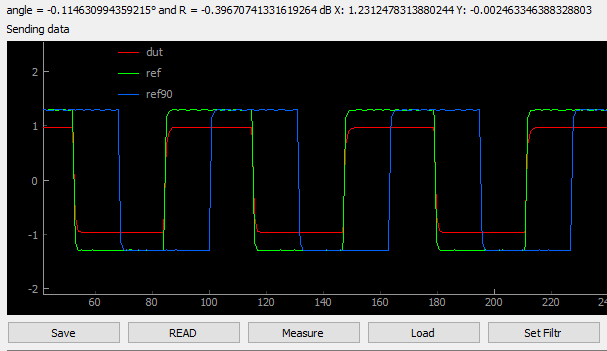 angle = -0.114630994359215° and R = -0.39670741331619264 dB X: 1.2312478313880244 Y: -0.002463346388328803
Sending data
dut
ref
ref90
2
1
0
-1
-2
60 80 100 120 140 160 180 200 220 240
Save READ Measure Load Set Filtr